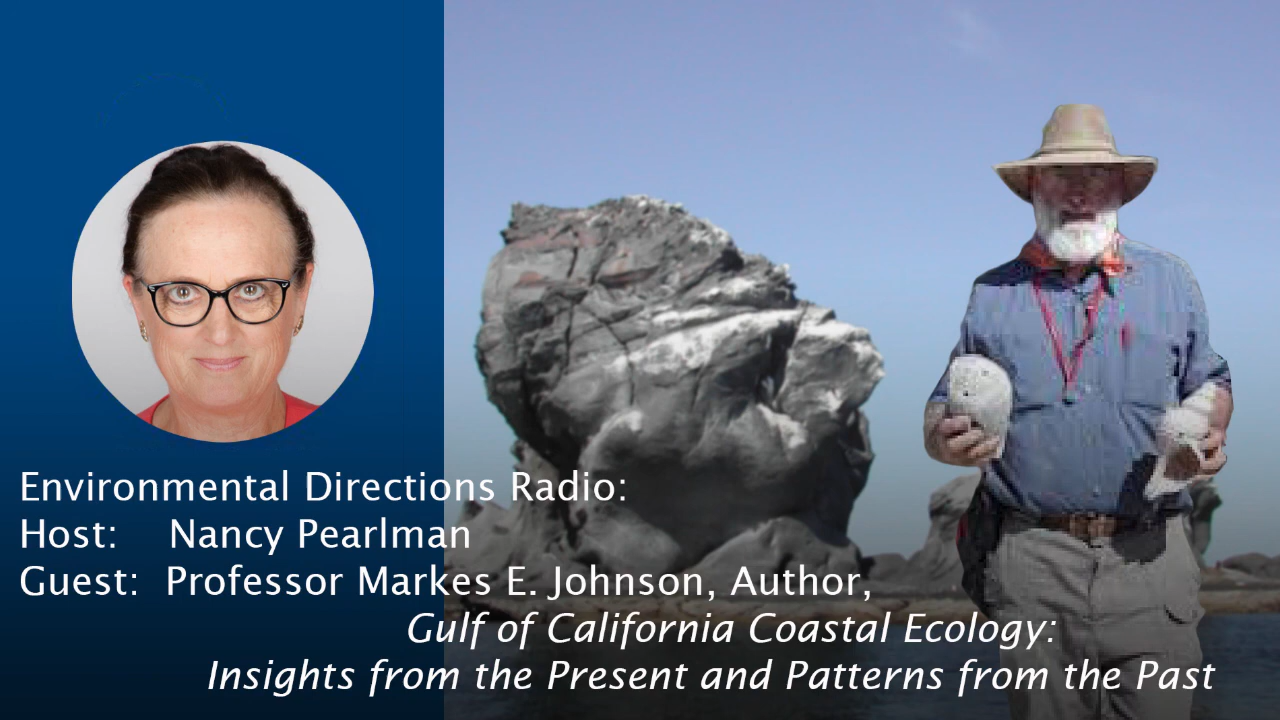 Environmental Directions Radio:
Host: Nancy Pearlman
Guest: Professor Markes E. Johnson, Author,
Gulf of California Coastal Ecology:
Insights from the Present and Patterns from the Past